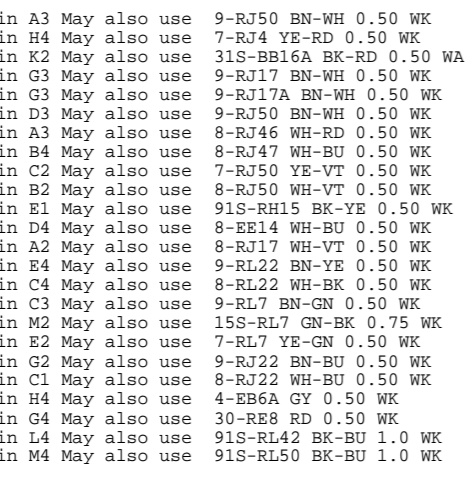 in A3 May also use 9-RJ50 BN-WH 0.50 WK
in H4 May also use 7-RJ4 YE-RD 0.50 WK
in K2 May also use 31S-BB16A BK-RD 0.50 WA
in G3 May also use 9-RJ17 BN-WH 0.50 WK
in G3 May also use 9-RJ17A BN-WH 0.50 WK
in D3 May also use 9-RJ50 BN-WH 0.50 WK
in A3 May also use 8-RJ46 WH-RD 0.50 WK
in B4 May also use 8-RJ47 WH-BU 0.50 WK
in C2 May also use 7-RJ50 YE-VT 0.50 WK
in B2 May also use 8-RJ50 WH-VT 0.50 WK
in E1 May also use 91S-RH15 BK-YE 0.50 WK
in D4 May also use 8-EE14 WH-BU 0.50 WK
in A2 May also use 8-RJ17 WH-VT 0.50 WK
in E4 May also use 9-RL22 BN-YE 0.50 WK
in C4 May also use 8-RL22 WH-BK 0.50 WK
in C3 May also use 9-RL7 BN-GN 0.50 WK
in M2 May also use 15S-RL7 GN-BK 0.75 WK
in E2 May also use 7-RL7 YE-GN 0.50 WK
in G2 May also use 9-RJ22 BN-BU 0.50 WK
in C1 May also use 8-RJ22 WH-BU 0.50 WK
in H4 May also use 4-EB6A GY 0.50 WK
in G4 May also use 30-RE8 RD 0.50 WK
in L4 May also use 91S-RL42 BK-BU 1.0 WK
in M4 May also use 91S-RL50 BK-BU 1.0 WK